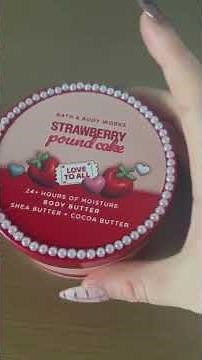 BATH & BODY WORKS
STRAWBERRY
pound cake
LOVE
TO ALL
24+ HOURS OF MOISTURE
BODY BUTTER
SHEA BUTTER + COCOA BUTTER